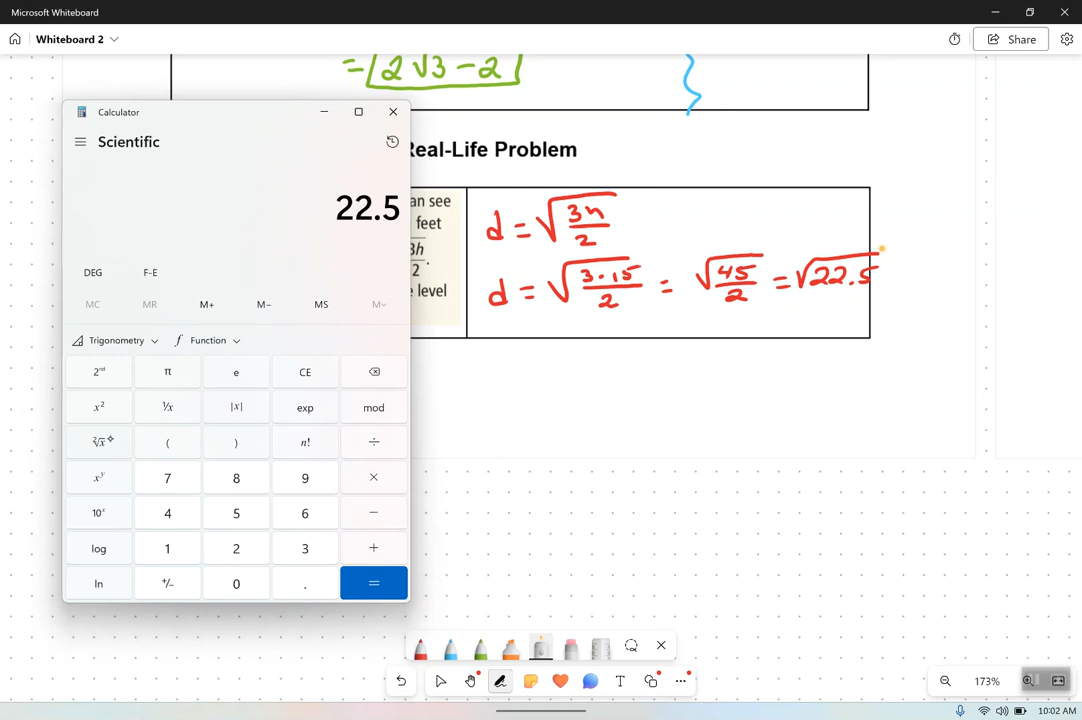 Microsoft Whiteboard
Whiteboard 2
Share
= 2√3 − 2
Calculator
Scientific
22.5
DEG F-E
MC MR M+ M− MS M˅
Trigonometry Function
2ⁿᵈ π e CE
x² ¹/x |x| exp mod
²√x ( ) n! ÷
xʸ 7 8 9 ×
10ˣ 4 5 6 −
log 1 2 3 +
ln +/− 0 . =
Real-Life Problem
an see
feet
3h
2.
e level
d = √(3h/2)
d = √(3·15/2) = √(45/2) = √22.5
173%
10:02 AM